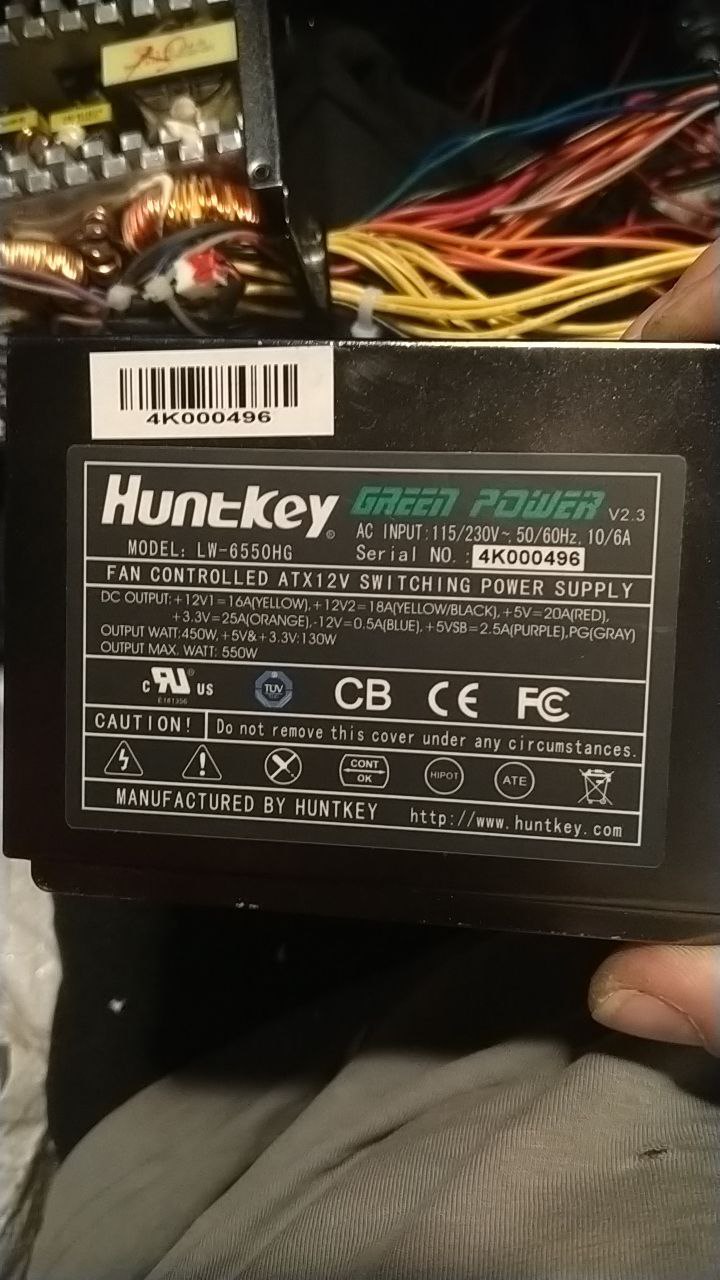 4K000496
Huntkey® GREEN POWER V2.3
MODEL: LW-6550HG
AC INPUT:115/230V~, 50/60Hz, 10/6A
Serial NO. : 4K000496
FAN CONTROLLED ATX12V SWITCHING POWER SUPPLY
DC OUTPUT:+12V1=16A(YELLOW),+12V2=18A(YELLOW/BLACK),+5V=20A(RED),
+3.3V=25A(ORANGE),-12V=0.5A(BLUE),+5VSB=2.5A(PURPLE),PG(GRAY)
OUTPUT WATT:450W, +5V&+3.3V:130W
OUTPUT MAX. WATT: 550W
c RU® US TUV CB CE FC
E181356
CAUTION! Do not remove this cover under any circumstances.
CONT OK HIPOT ATE
MANUFACTURED BY HUNTKEY http://www.huntkey.com